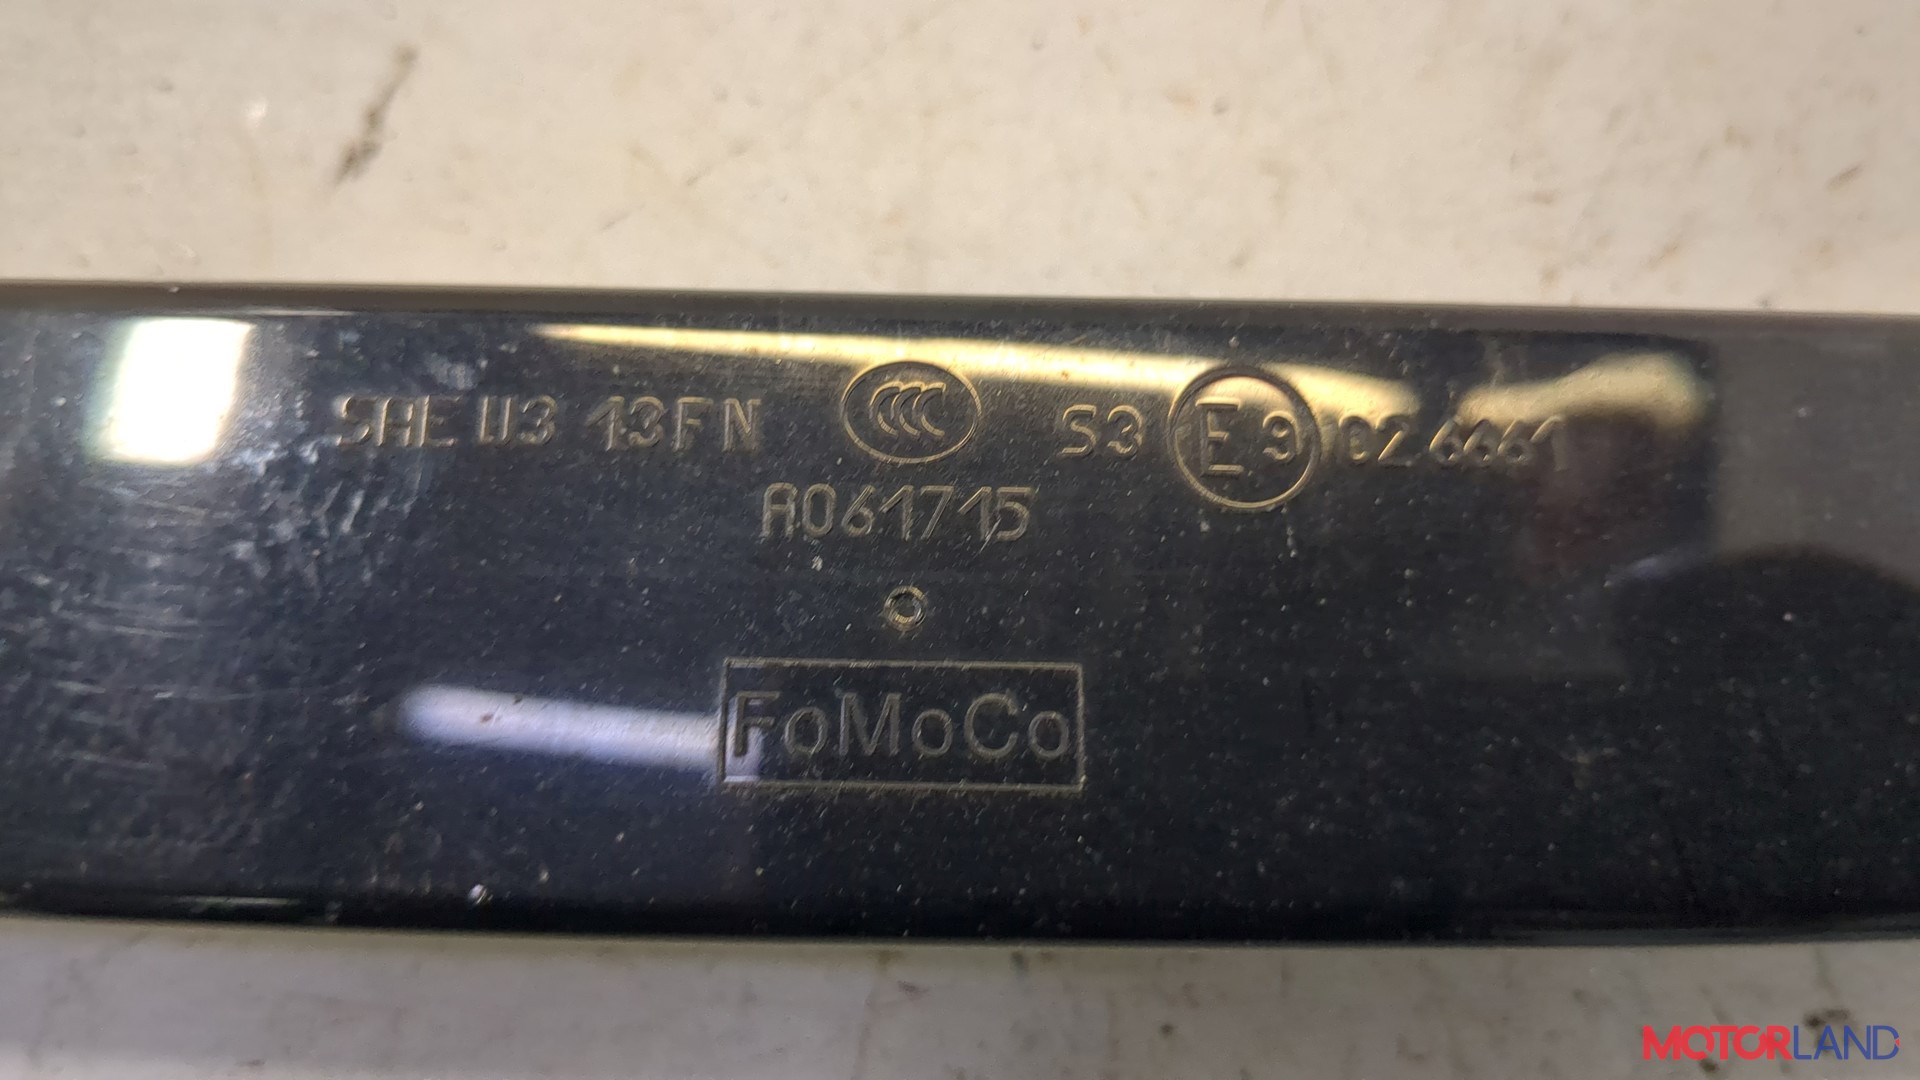 SAE U3 13FN CCC S3 E9 02 6661
A061715
FoMoCo
MOTORLAND